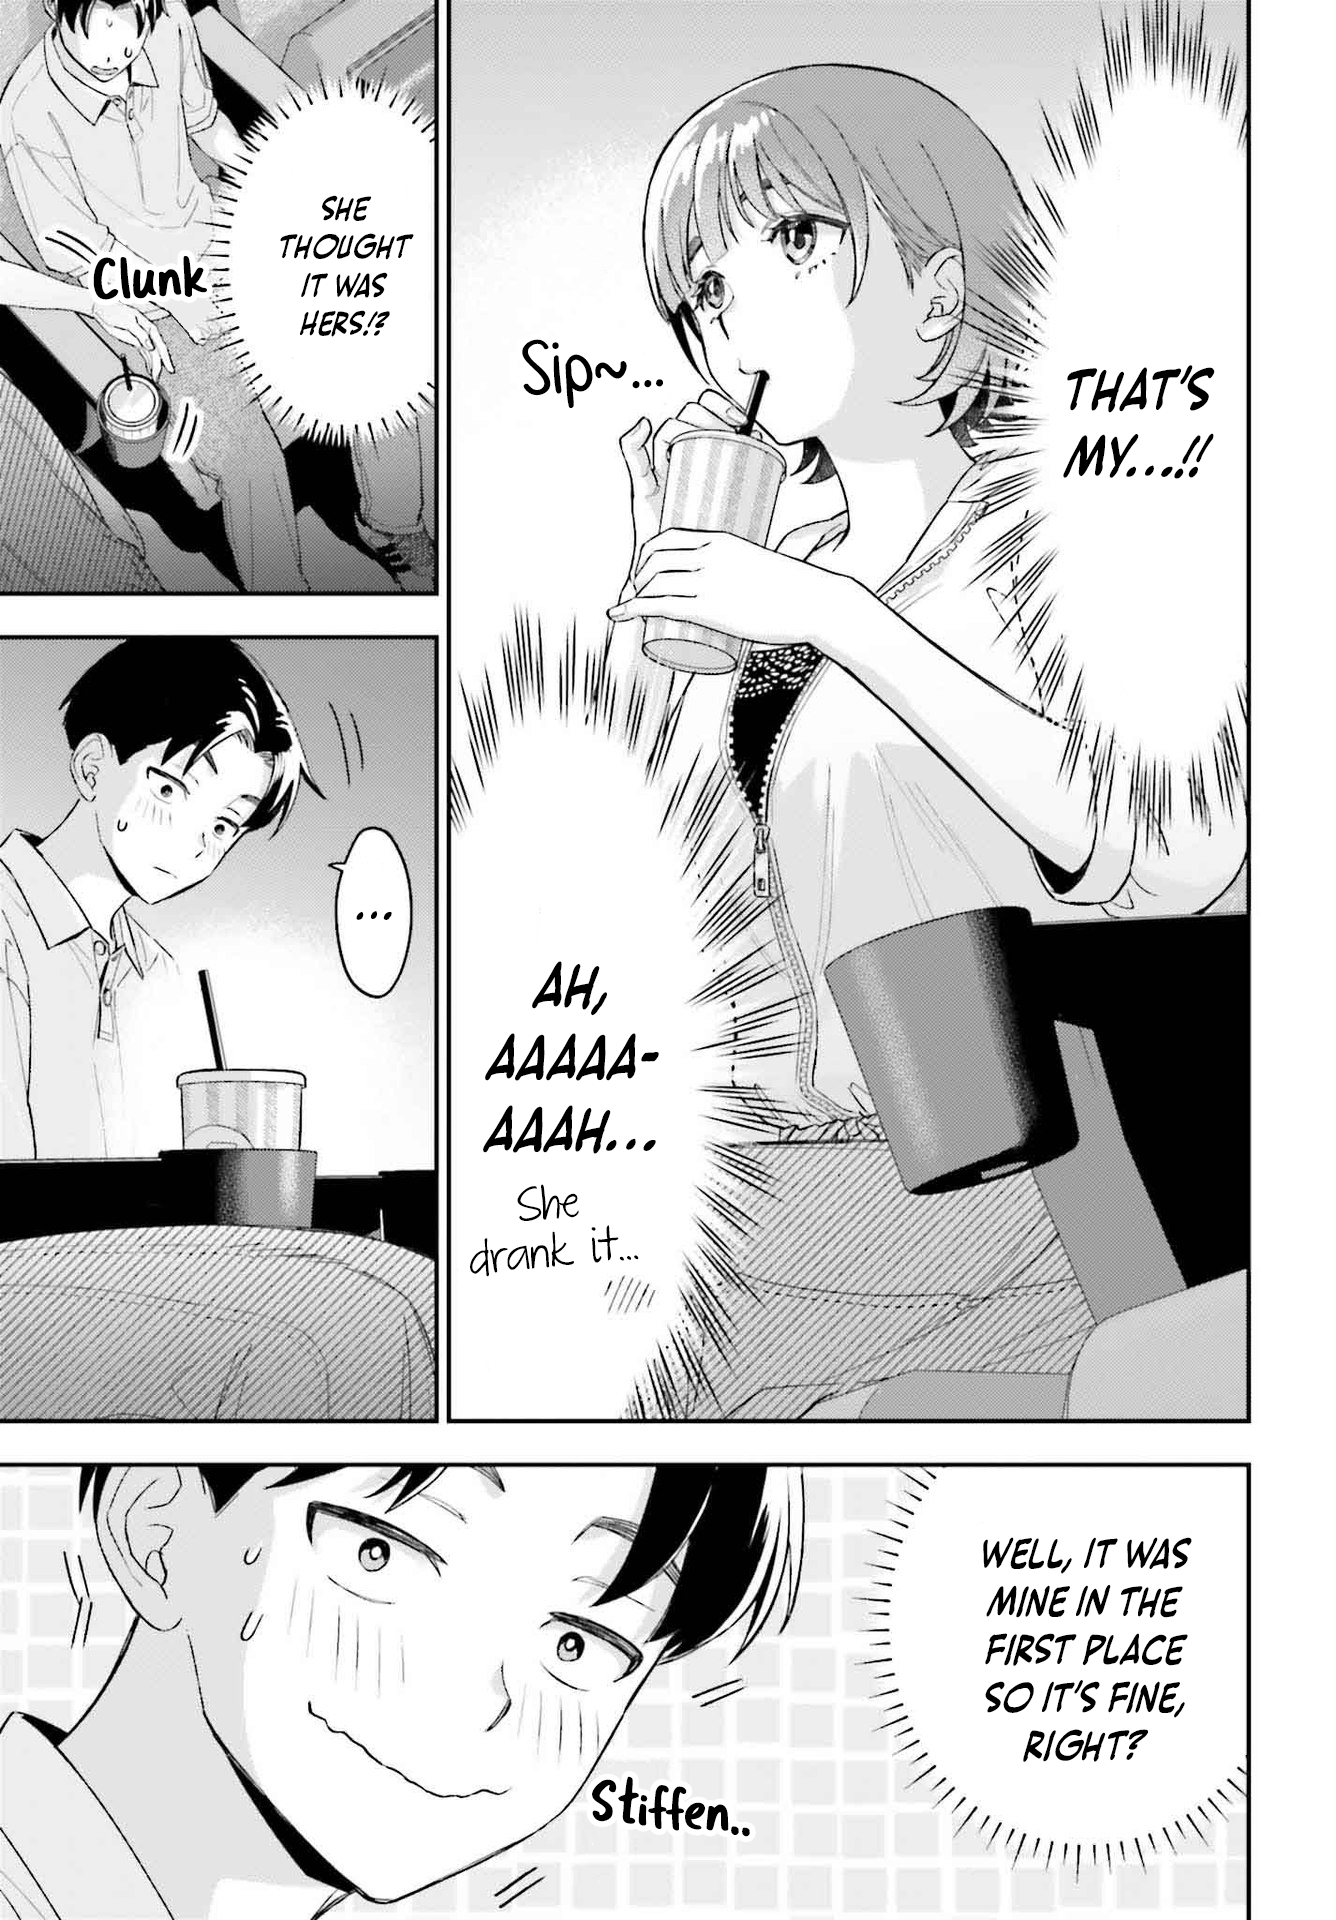 THAT'S
MY...!!
Sip~...
AH,
AAAAA-
AAAH...
She
drank it...
SHE
THOUGHT
IT WAS
HERS!?
Clunk
...
WELL, IT WAS
MINE IN THE
FIRST PLACE
SO IT'S FINE,
RIGHT?
Stiffen..